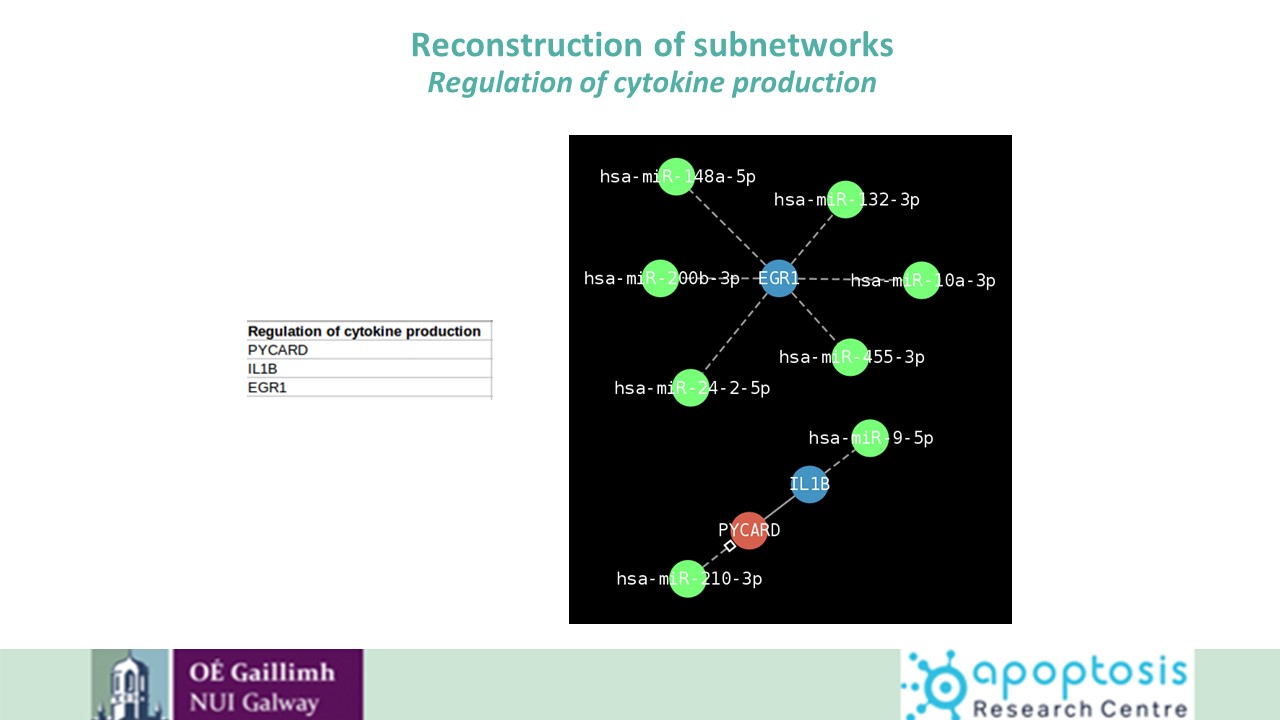 Reconstruction of subnetworks
Regulation of cytokine production
hsa-miR-148a-5p
hsa-miR-132-3p
hsa-miR-200b-3p
EGR1
hsa-miR-10a-3p
hsa-miR-455-3p
hsa-miR-24-2-5p
hsa-miR-9-5p
IL1B
PYCARD
hsa-miR-210-3p
Regulation of cytokine production
PYCARD
IL1B
EGR1
OÉ Gaillimh
NUI Galway
apoptosis
Research Centre